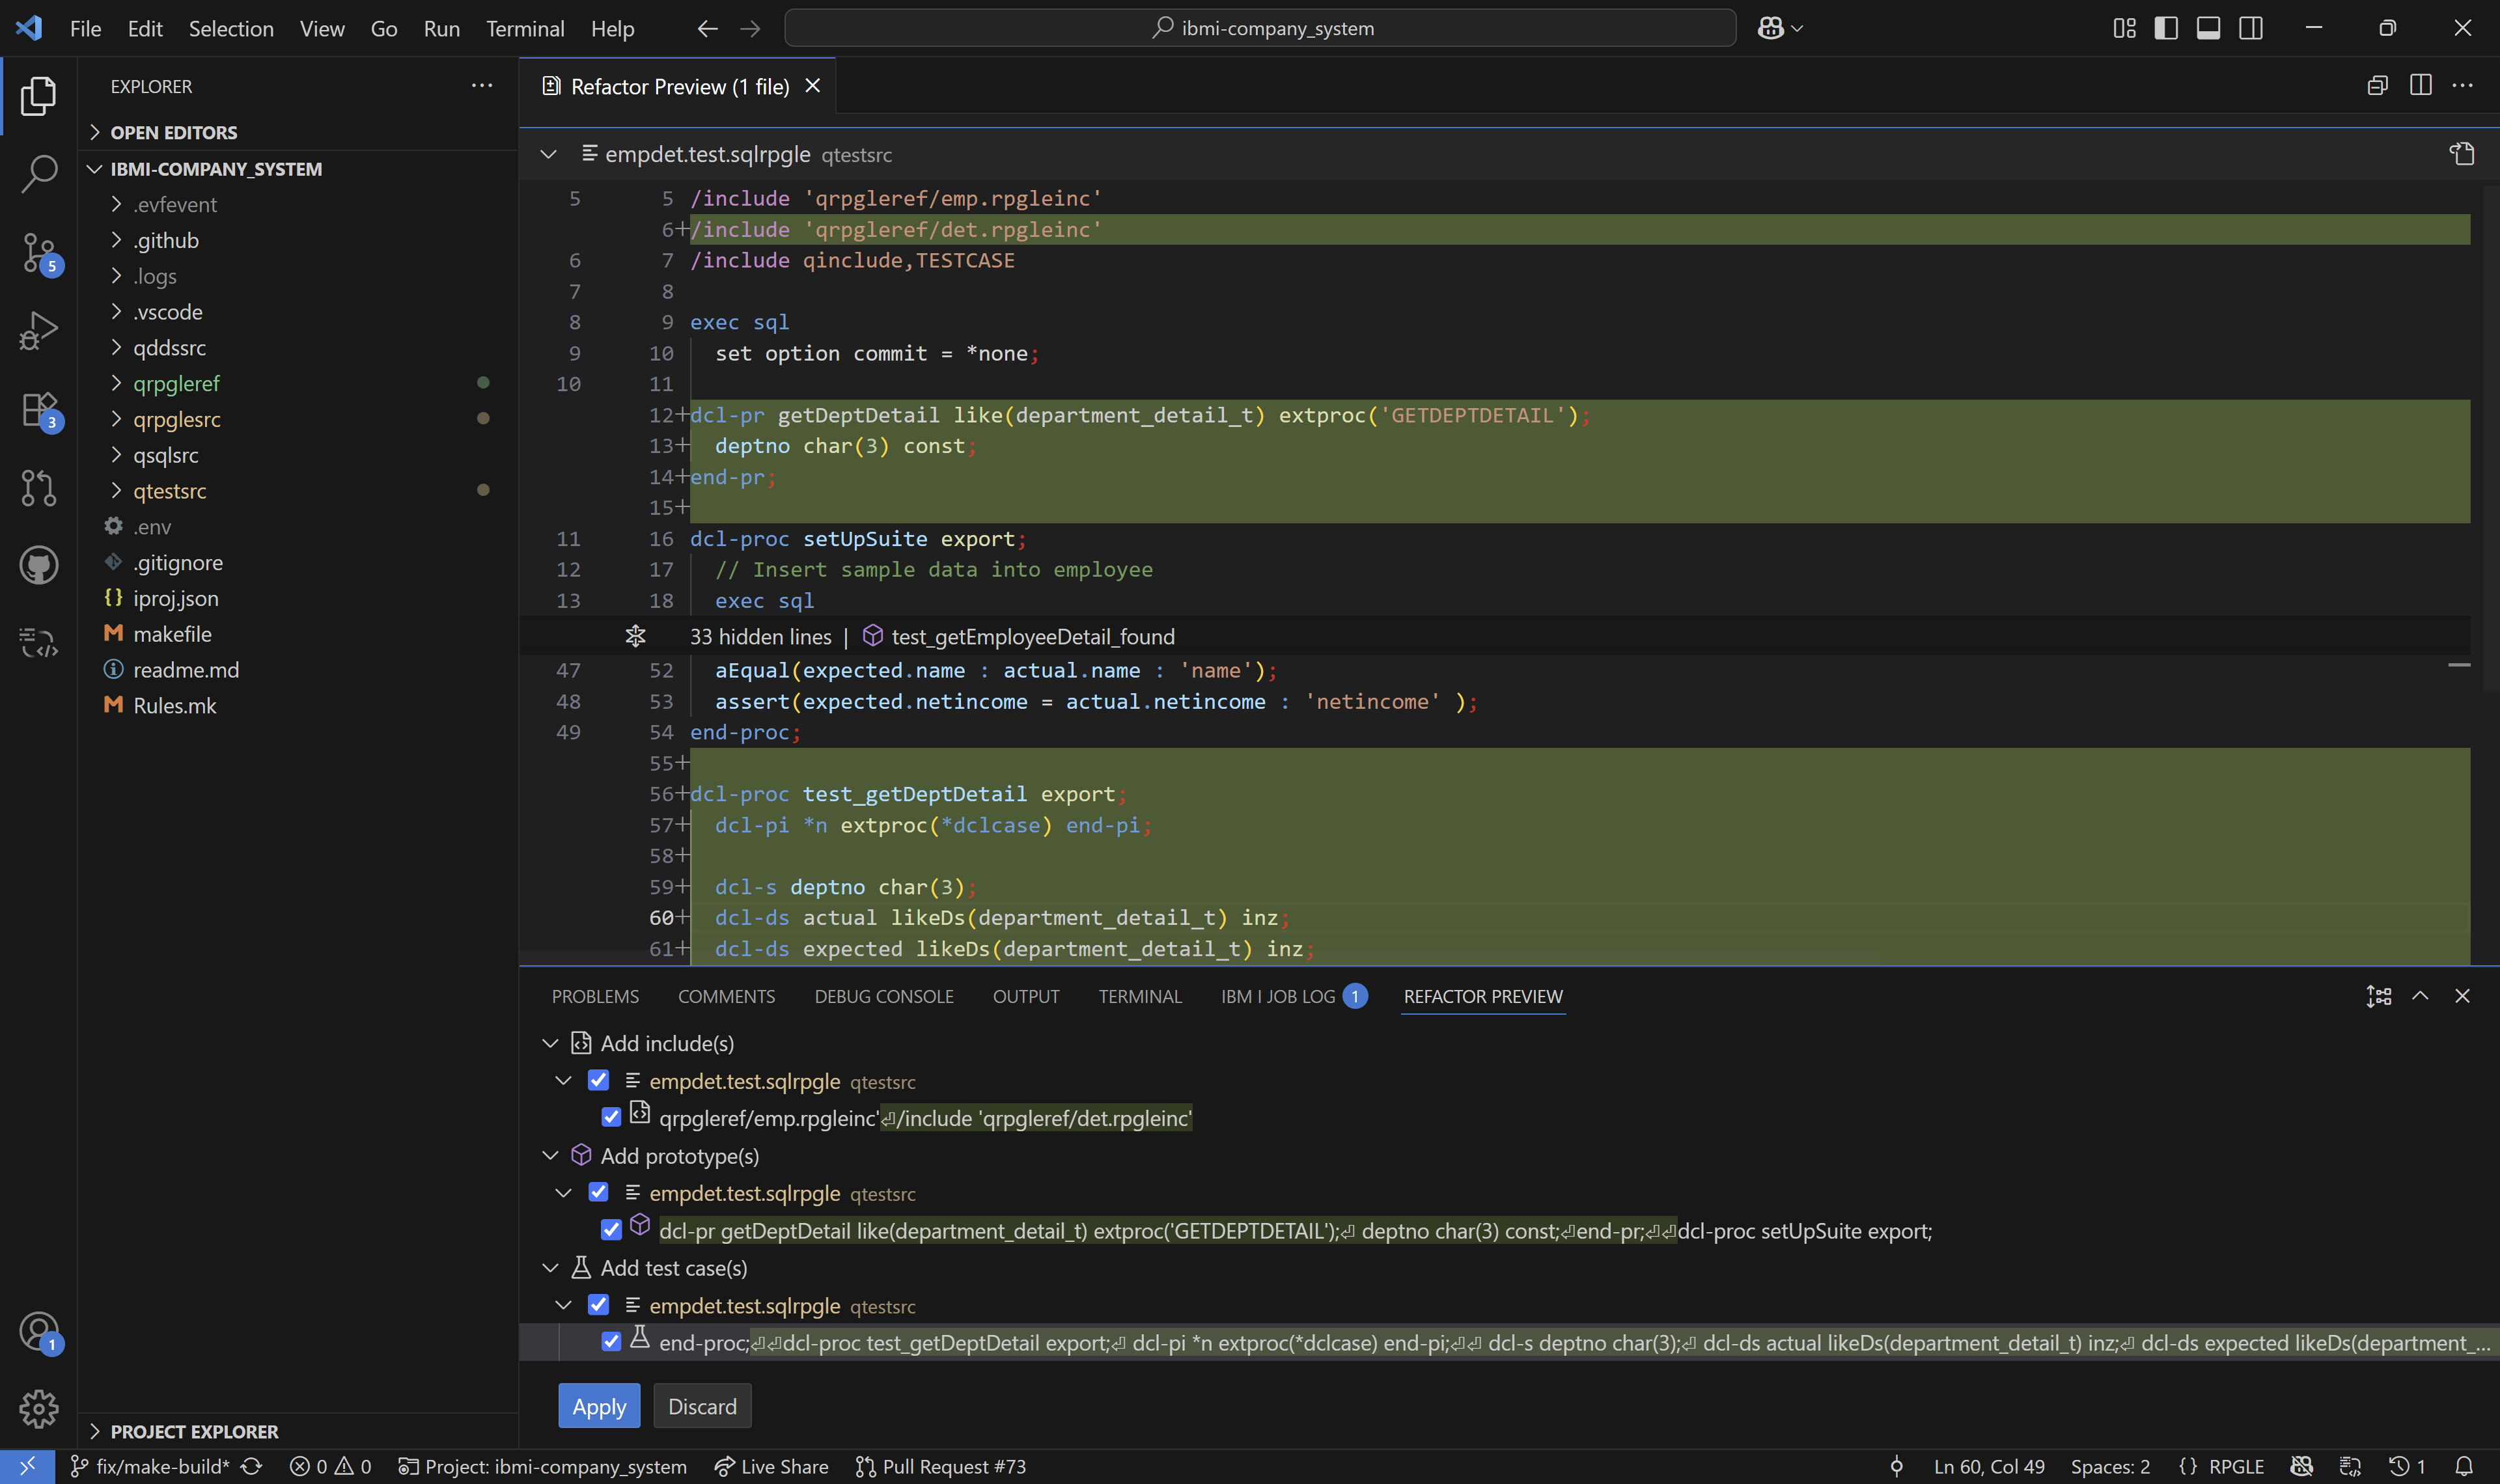 File Edit Selection View Go Run Terminal Help
ibmi-company_system
EXPLORER
OPEN EDITORS
IBMI-COMPANY_SYSTEM
.evfevent
.github
.logs
.vscode
qddssrc
qrpgleref
qrpglesrc
qsqlsrc
qtestsrc
.env
.gitignore
iproj.json
makefile
readme.md
Rules.mk
PROJECT EXPLORER
5
3
1
Refactor Preview (1 file)
empdet.test.sqlrpgle qtestsrc
5 5 /include 'qrpgleref/emp.rpgleinc'
6+ /include 'qrpgleref/det.rpgleinc'
6 7 /include qinclude,TESTCASE
7 8
8 9 exec sql
9 10 set option commit = *none;
10 11
12+ dcl-pr getDeptDetail like(department_detail_t) extproc('GETDEPTDETAIL');
13+ deptno char(3) const;
14+ end-pr;
15+
11 16 dcl-proc setUpSuite export;
12 17 // Insert sample data into employee
13 18 exec sql
33 hidden lines | test_getEmployeeDetail_found
47 52 aEqual(expected.name : actual.name : 'name');
48 53 assert(expected.netincome = actual.netincome : 'netincome' );
49 54 end-proc;
55+
56+ dcl-proc test_getDeptDetail export;
57+ dcl-pi *n extproc(*dclcase) end-pi;
58+
59+ dcl-s deptno char(3);
60+ dcl-ds actual likeDs(department_detail_t) inz;
61+ dcl-ds expected likeDs(department_detail_t) inz;
PROBLEMS COMMENTS DEBUG CONSOLE OUTPUT TERMINAL IBM I JOB LOG 1 REFACTOR PREVIEW
Add include(s)
empdet.test.sqlrpgle qtestsrc
qrpgleref/emp.rpgleinc'⏎/include 'qrpgleref/det.rpgleinc'
Add prototype(s)
empdet.test.sqlrpgle qtestsrc
dcl-pr getDeptDetail like(department_detail_t) extproc('GETDEPTDETAIL');⏎ deptno char(3) const;⏎end-pr;⏎⏎dcl-proc setUpSuite export;
Add test case(s)
empdet.test.sqlrpgle qtestsrc
end-proc;⏎⏎dcl-proc test_getDeptDetail export;⏎ dcl-pi *n extproc(*dclcase) end-pi;⏎⏎ dcl-s deptno char(3);⏎ dcl-ds actual likeDs(department_detail_t) inz;⏎ dcl-ds expected likeDs(department_...
Apply Discard
fix/make-build* 0 0 Project: ibmi-company_system Live Share Pull Request #73 Ln 60, Col 49 Spaces: 2 {} RPGLE 1